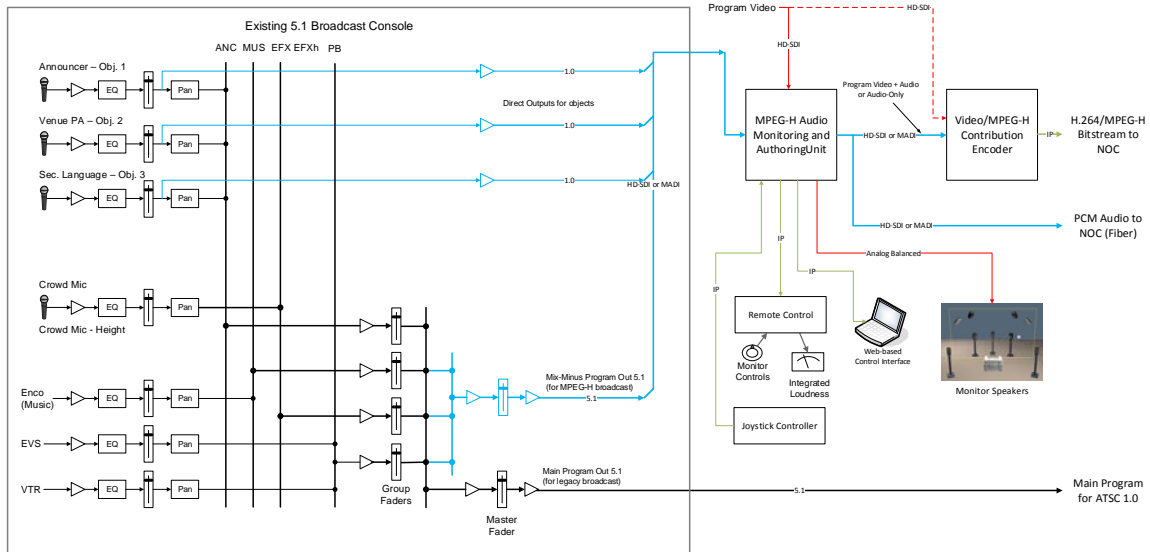 Existing 5.1 Broadcast Console
ANC MUS EFX EFXh PB
Announcer – Obj. 1
EQ
Pan
1.0
Direct Outputs for objects
Venue PA – Obj. 2
EQ
Pan
1.0
Sec. Language – Obj. 3
EQ
Pan
1.0
HD-SDI or MADI
Crowd Mic
EQ
Pan
Crowd Mic - Height
Enco
(Music)
EQ
Pan
EVS
EQ
Pan
VTR
EQ
Pan
Group
Faders
Mix-Minus Program Out 5.1
(for MPEG-H broadcast)
5.1
Main Program Out 5.1
(for legacy broadcast)
5.1
Master
Fader
Main Program
for ATSC 1.0
Program Video
HD-SDI
HD-SDI
Program Video + Audio
or Audio-Only
MPEG-H Audio
Monitoring and
AuthoringUnit
HD-SDI or MADI
Video/MPEG-H
Contribution
Encoder
IP
H.264/MPEG-H
Bitstream to
NOC
HD-SDI or MADI
PCM Audio to
NOC (Fiber)
Analog Balanced
IP
IP
IP
Remote Control
Monitor
Controls
Integrated
Loudness
Web-based
Control Interface
Monitor Speakers
Joystick Controller